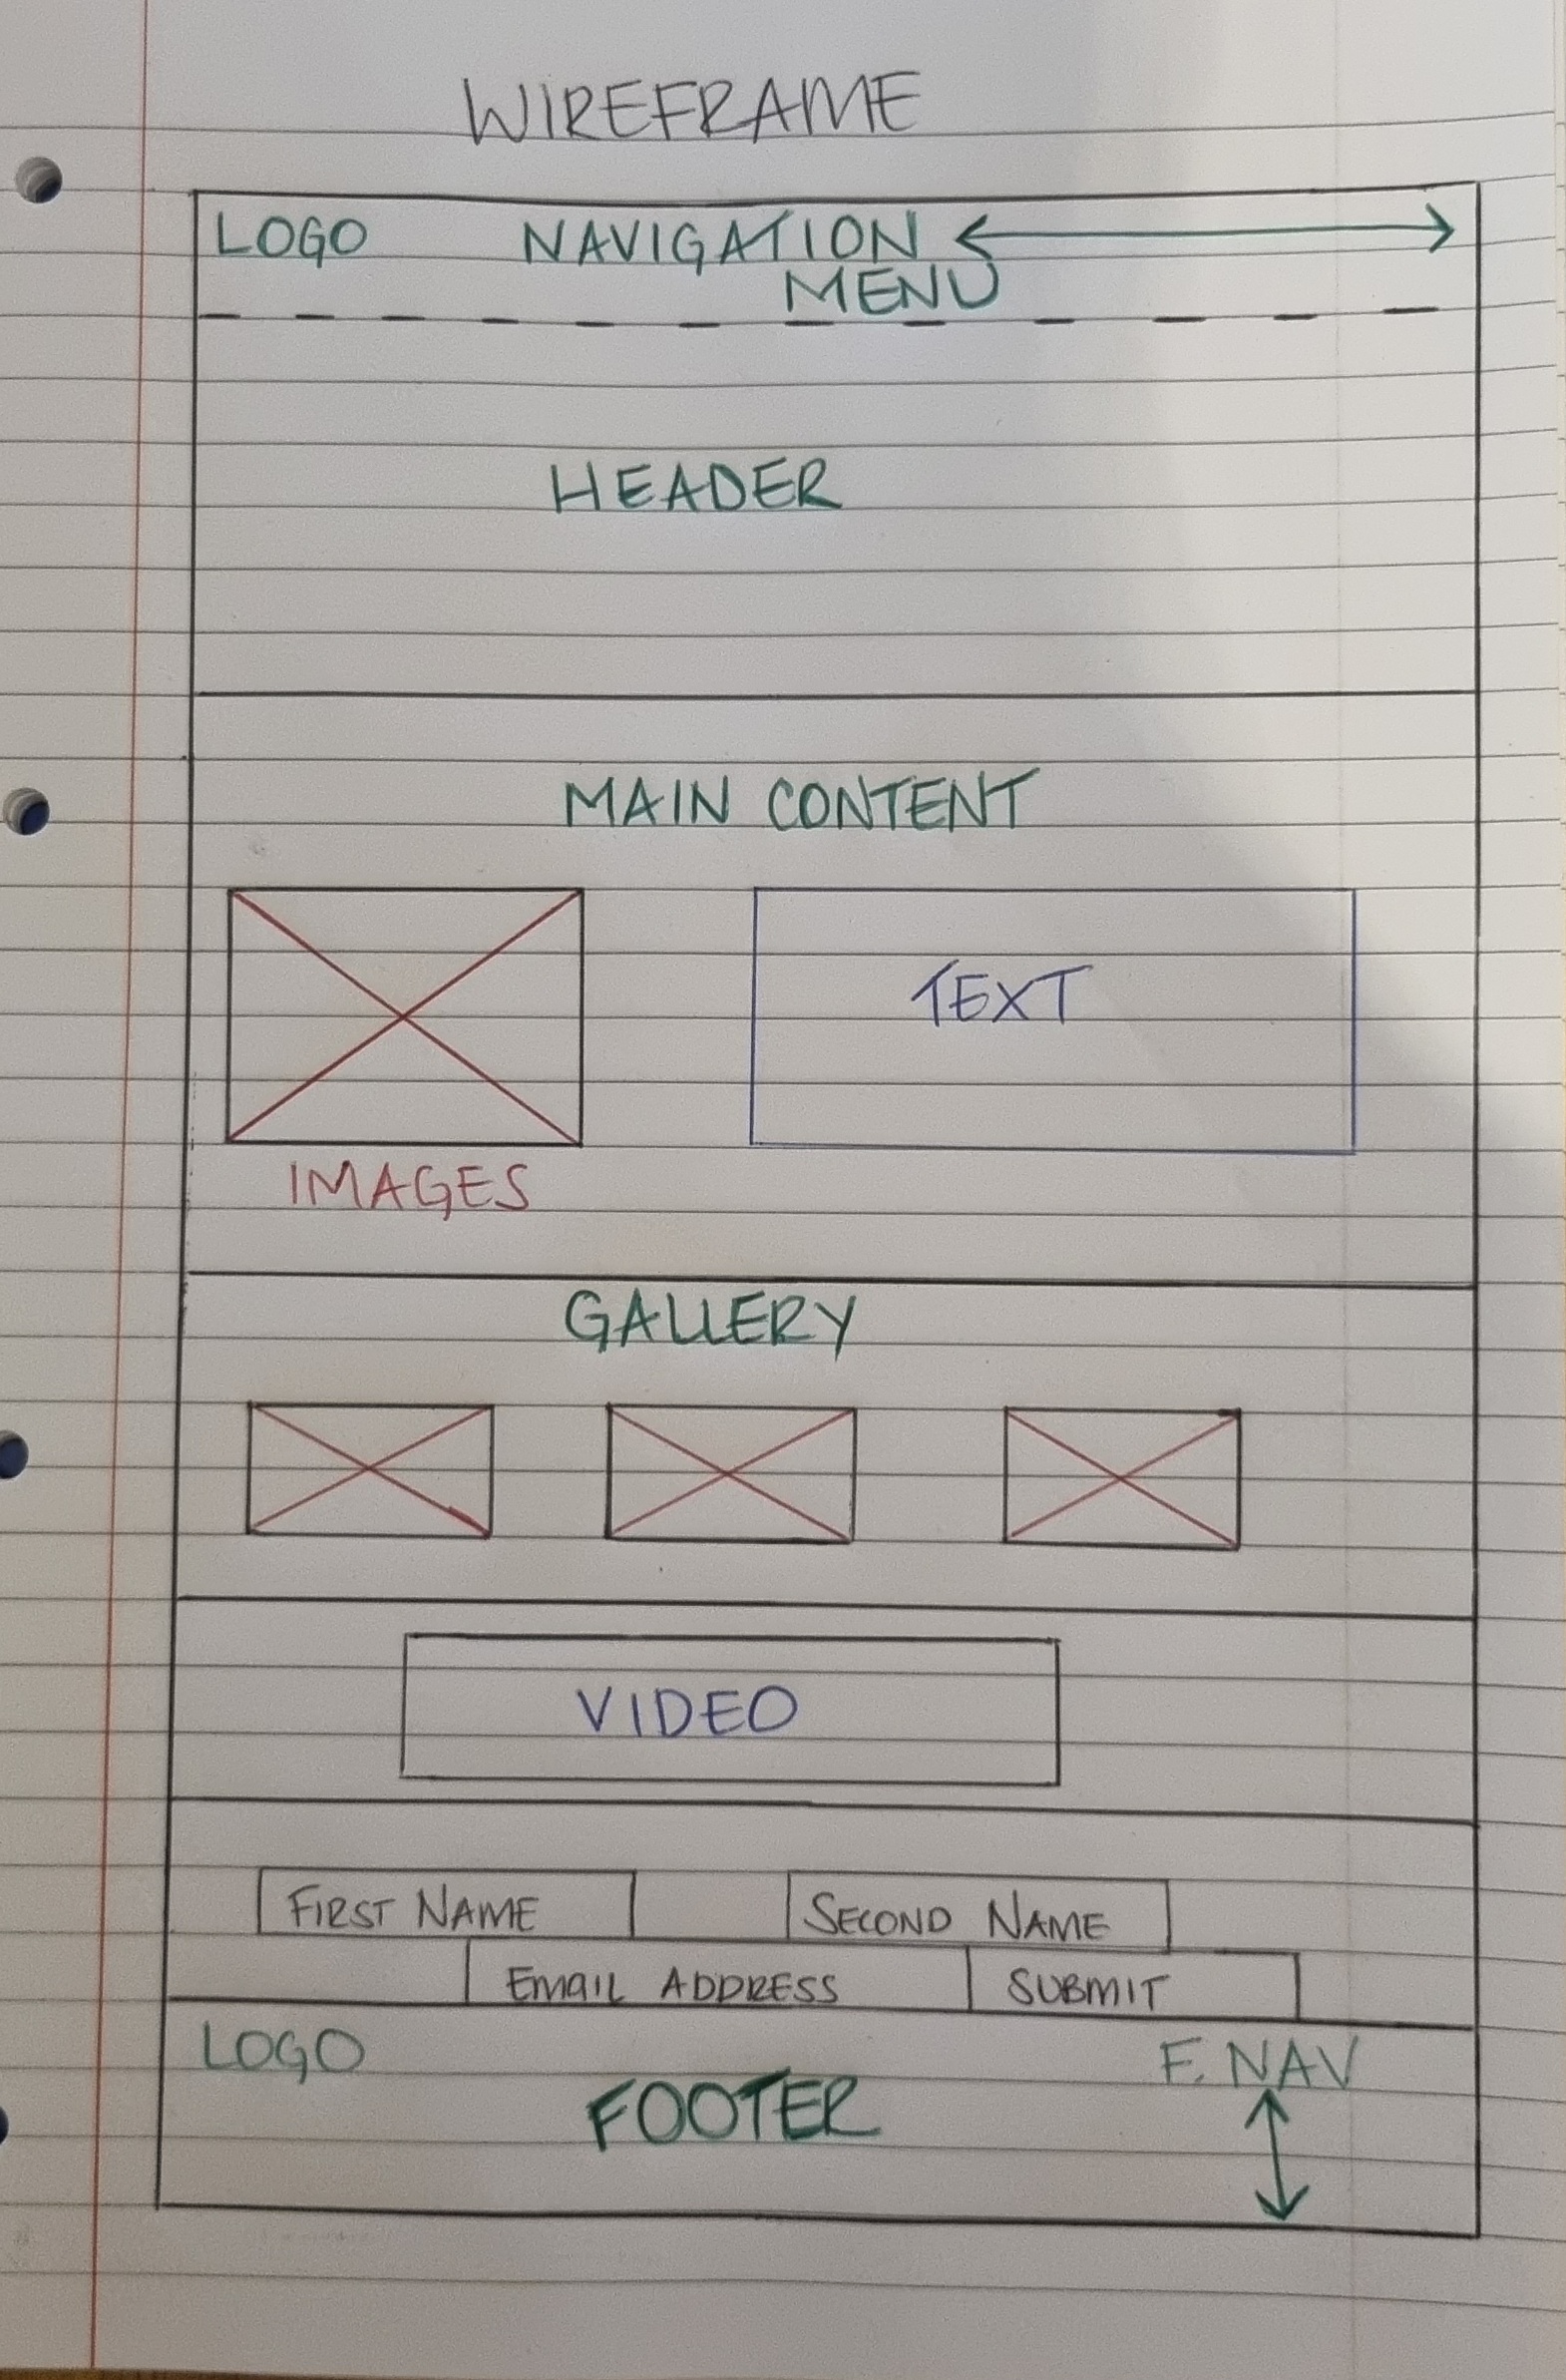 WIREFRAME
LOGO NAVIGATION
MENU
HEADER
MAIN CONTENT
TEXT
IMAGES
GALLERY
VIDEO
FIRST NAME SECOND NAME
EMAIL ADDRESS SUBMIT
LOGO F. NAV
FOOTER